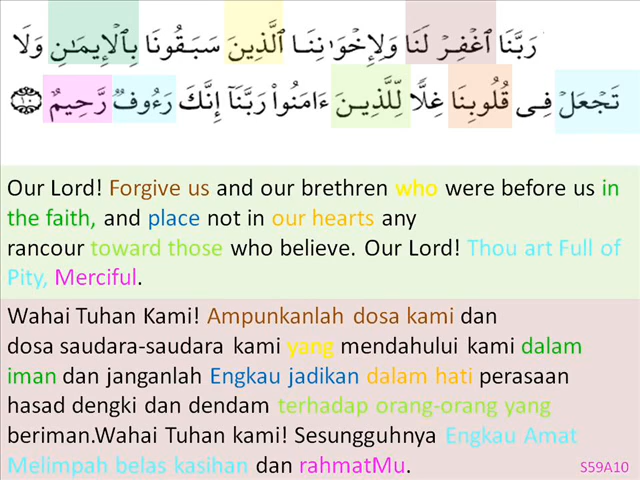 رَبَّنَا ٱغۡفِرۡ لَنَا وَلِإِخۡوَٰنِنَا ٱلَّذِينَ سَبَقُونَا بِٱلۡإِيمَٰنِ وَلَا
تَجۡعَلۡ فِى قُلُوبِنَا غِلًّا لِّلَّذِينَ ءَامَنُواْ رَبَّنَآ إِنَّكَ رَءُوفٌ رَّحِيمٌ ١٠
Our Lord! Forgive us and our brethren who were before us in
the faith, and place not in our hearts any
rancour toward those who believe. Our Lord! Thou art Full of
Pity, Merciful.
Wahai Tuhan Kami! Ampunkanlah dosa kami dan
dosa saudara-saudara kami yang mendahului kami dalam
iman dan janganlah Engkau jadikan dalam hati perasaan
hasad dengki dan dendam terhadap orang-orang yang
beriman.Wahai Tuhan kami! Sesungguhnya Engkau Amat
Melimpah belas kasihan dan rahmatMu. S59A10